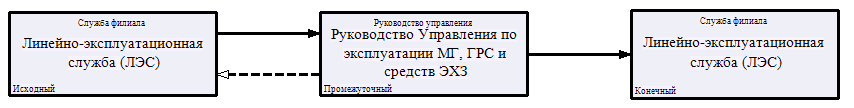 Служба филиала
Линейно-эксплуатационная
служба (ЛЭС)
Исходный
Руководство управления
Руководство Управления по
эксплуатации МГ, ГРС и
средств ЭХЗ
Промежуточный
Служба филиала
Линейно-эксплуатационная
служба (ЛЭС)
Конечный